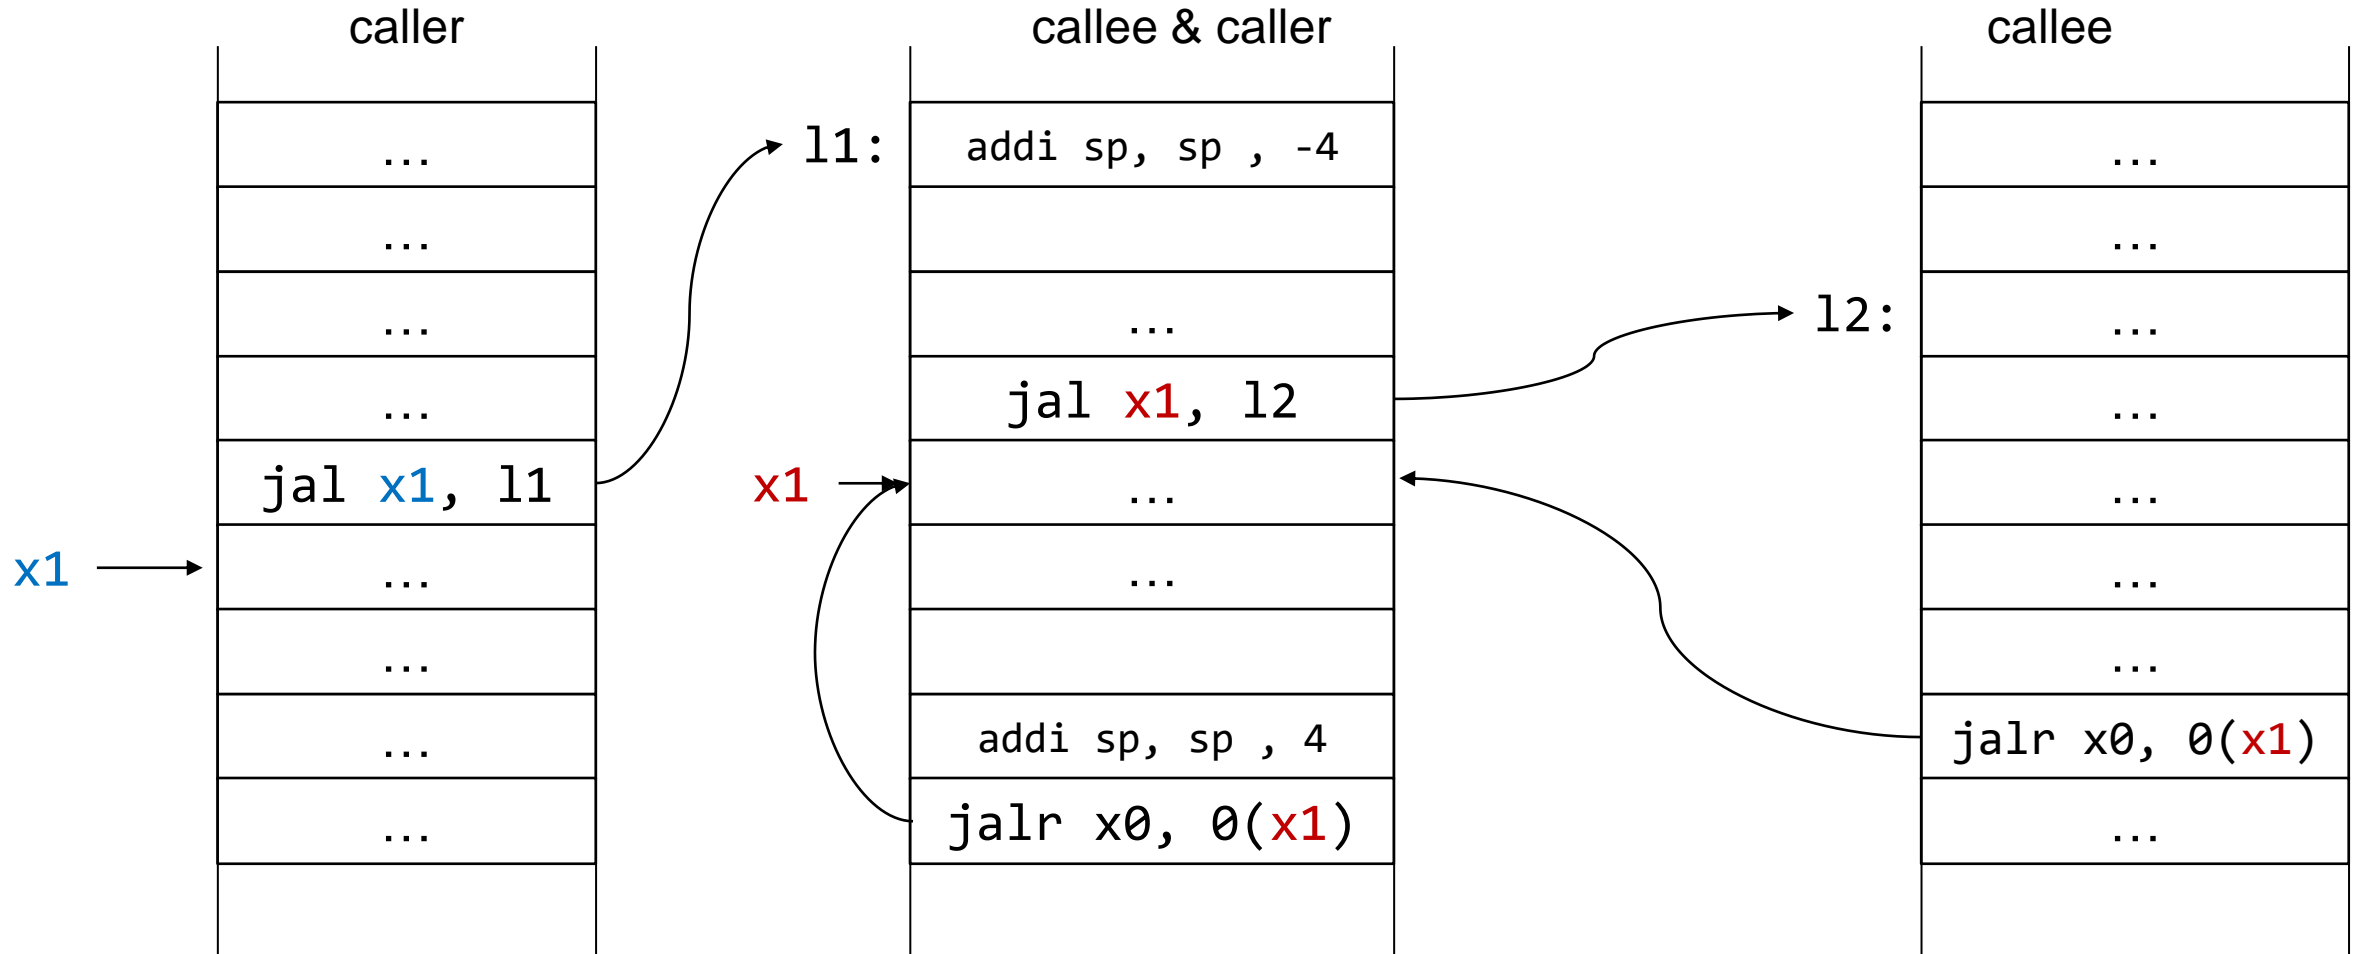 caller
...
...
...
...
jal x1, l1
x1
...
...
...
...
callee & caller
l1:
addi sp, sp , -4
...
jal x1, l2
x1
...
...
addi sp, sp , 4
jalr x0, 0(x1)
callee
...
...
l2:
...
...
...
...
...
jalr x0, 0(x1)
...